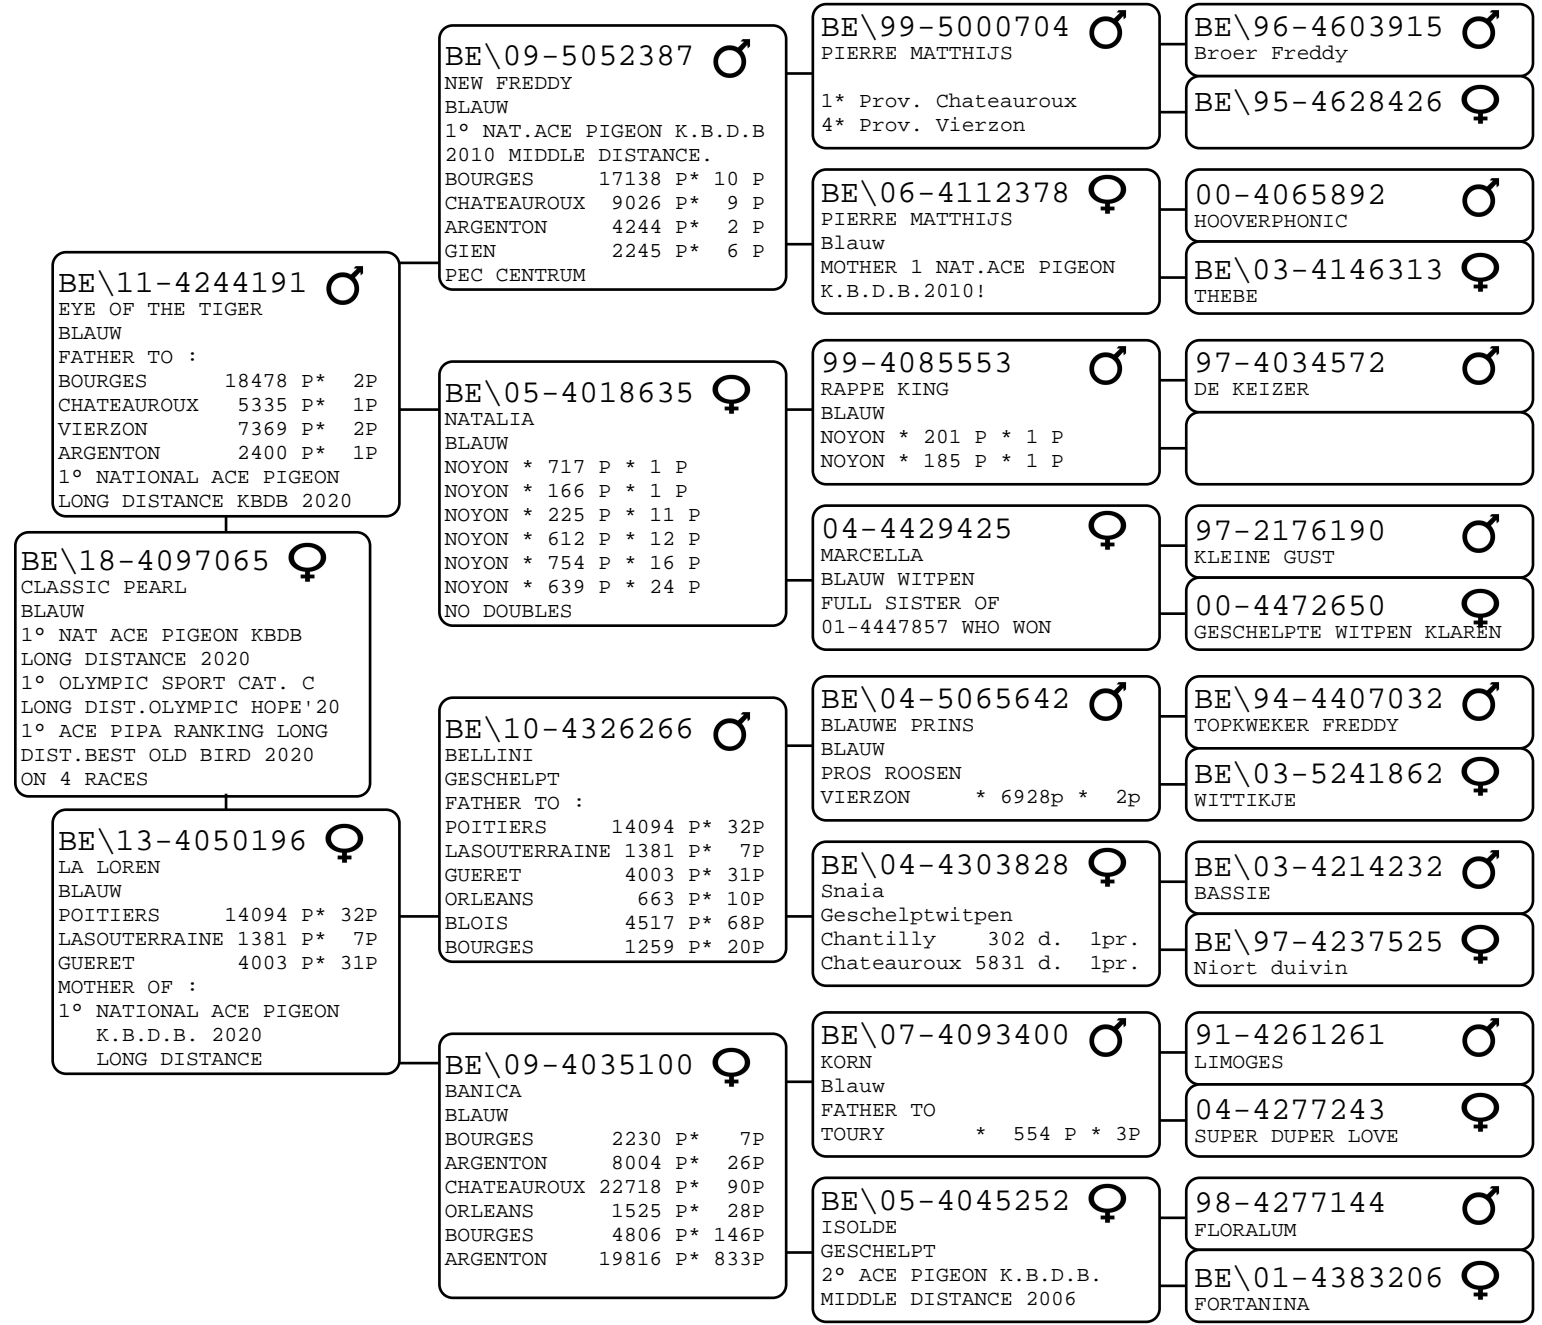 BE\18-4097065
CLASSIC PEARL
BLAUW
1° NAT ACE PIGEON KBDB
LONG DISTANCE 2020
1° OLYMPIC SPORT CAT. C
LONG DIST.OLYMPIC HOPE'20
1° ACE PIPA RANKING LONG
DIST.BEST OLD BIRD 2020
ON 4 RACES
BE\11-4244191
EYE OF THE TIGER
BLAUW
FATHER TO :
BOURGES 18478 P* 2P
CHATEAUROUX 5335 P* 1P
VIERZON 7369 P* 2P
ARGENTON 2400 P* 1P
1° NATIONAL ACE PIGEON
LONG DISTANCE KBDB 2020
BE\13-4050196
LA LOREN
BLAUW
POITIERS 14094 P* 32P
LASOUTERRAINE 1381 P* 7P
GUERET 4003 P* 31P
MOTHER OF :
1° NATIONAL ACE PIGEON
K.B.D.B. 2020
LONG DISTANCE
BE\09-5052387
NEW FREDDY
BLAUW
1° NAT.ACE PIGEON K.B.D.B
2010 MIDDLE DISTANCE.
BOURGES 17138 P* 10 P
CHATEAUROUX 9026 P* 9 P
ARGENTON 4244 P* 2 P
GIEN 2245 P* 6 P
PEC CENTRUM
BE\05-4018635
NATALIA
BLAUW
NOYON * 717 P * 1 P
NOYON * 166 P * 1 P
NOYON * 225 P * 11 P
NOYON * 612 P * 12 P
NOYON * 754 P * 16 P
NOYON * 639 P * 24 P
NO DOUBLES
BE\10-4326266
BELLINI
GESCHELPT
FATHER TO :
POITIERS 14094 P* 32P
LASOUTERRAINE 1381 P* 7P
GUERET 4003 P* 31P
ORLEANS 663 P* 10P
BLOIS 4517 P* 68P
BOURGES 1259 P* 20P
BE\09-4035100
BANICA
BLAUW
BOURGES 2230 P* 7P
ARGENTON 8004 P* 26P
CHATEAUROUX 22718 P* 90P
ORLEANS 1525 P* 28P
BOURGES 4806 P* 146P
ARGENTON 19816 P* 833P
BE\99-5000704
PIERRE MATTHIJS
1* Prov. Chateauroux
4* Prov. Vierzon
BE\06-4112378
PIERRE MATTHIJS
Blauw
MOTHER 1 NAT.ACE PIGEON
K.B.D.B.2010!
99-4085553
RAPPE KING
BLAUW
NOYON * 201 P * 1 P
NOYON * 185 P * 1 P
04-4429425
MARCELLA
BLAUW WITPEN
FULL SISTER OF
01-4447857 WHO WON
BE\04-5065642
BLAUWE PRINS
BLAUW
PROS ROOSEN
VIERZON * 6928p * 2p
BE\04-4303828
Snaia
Geschelptwitpen
Chantilly 302 d. 1pr.
Chateauroux 5831 d. 1pr.
BE\07-4093400
KORN
Blauw
FATHER TO
TOURY * 554 P * 3P
BE\05-4045252
ISOLDE
GESCHELPT
2° ACE PIGEON K.B.D.B.
MIDDLE DISTANCE 2006
BE\96-4603915
Broer Freddy
BE\95-4628426
00-4065892
HOOVERPHONIC
BE\03-4146313
THEBE
97-4034572
DE KEIZER
97-2176190
KLEINE GUST
00-4472650
GESCHELPTE WITPEN KLAREN
BE\94-4407032
TOPKWEKER FREDDY
BE\03-5241862
WITTIKJE
BE\03-4214232
BASSIE
BE\97-4237525
Niort duivin
91-4261261
LIMOGES
04-4277243
SUPER DUPER LOVE
98-4277144
FLORALUM
BE\01-4383206
FORTANINA